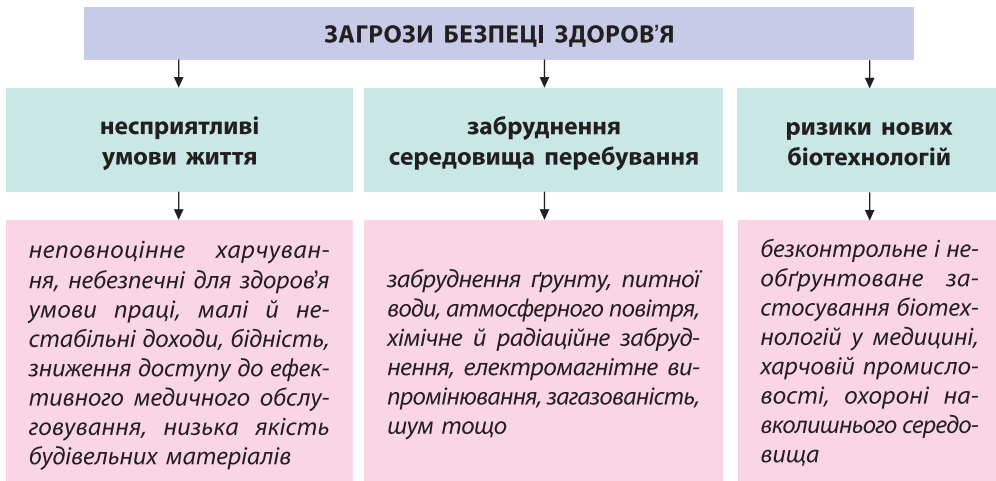 ЗАГРОЗИ БЕЗПЕЦІ ЗДОРОВ’Я
несприятливі
умови життя
неповноцінне харчуван-
ня, небезпечні для здоров’я
умови праці, малі й не-
стабільні доходи, бідність,
зниження доступу до ефек-
тивного медичного обслу-
говування, низька якість
будівельних матеріалів
забруднення
середовища перебування
забруднення ґрунту, питної
води, атмосферного повітря,
хімічне й радіаційне забруд-
нення, електромагнітне ви-
промінювання, загазованість,
шум тощо
ризики нових
біотехнологій
безконтрольне і не-
обґрунтоване за-
стосування біотех-
нологій у медицині,
харчовій промисло-
вості, охороні на-
вколишнього середо-
вища